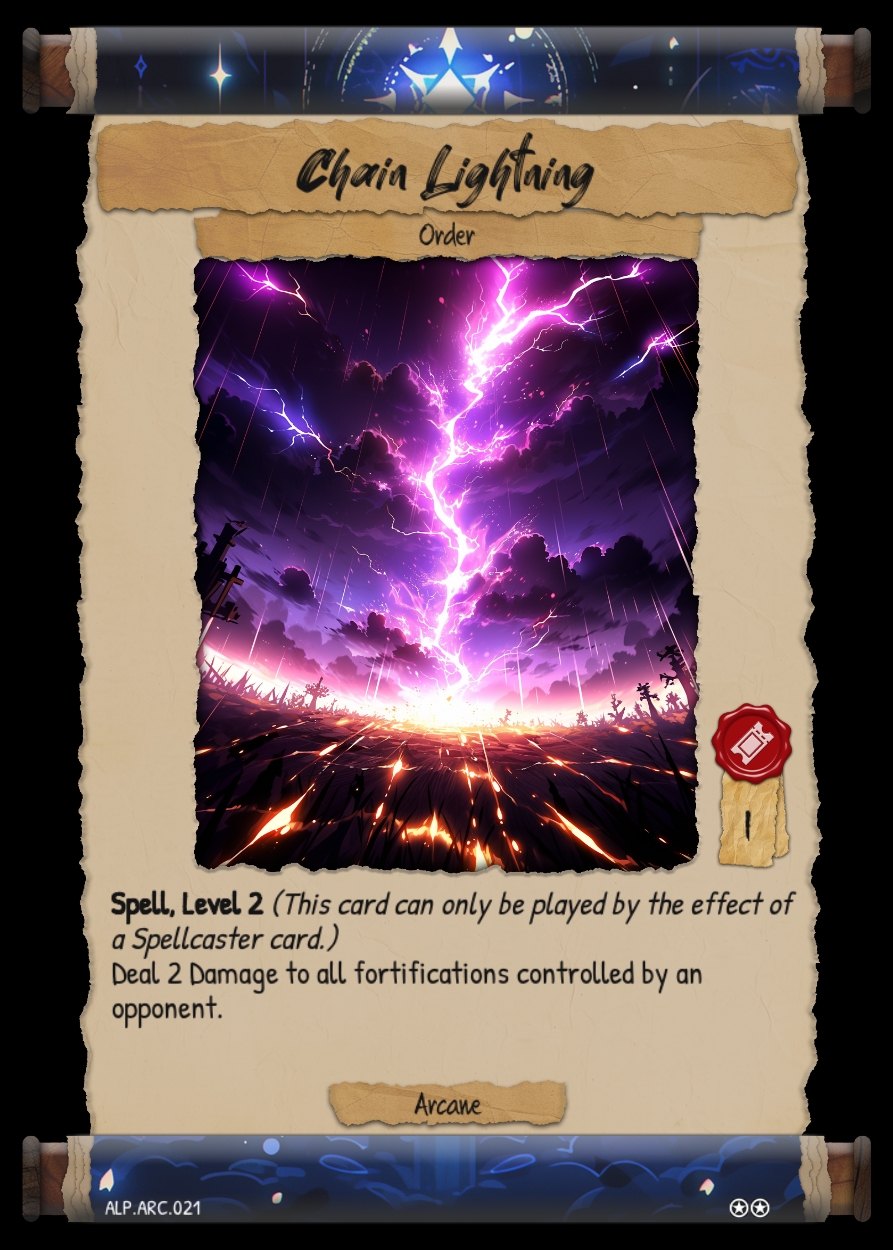 Chain Lightning
Order
1
Spell, Level 2 (This card can only be played by the effect of
a Spellcaster card.)
Deal 2 Damage to all fortifications controlled by an
opponent.
Arcane
ALP.ARC.021